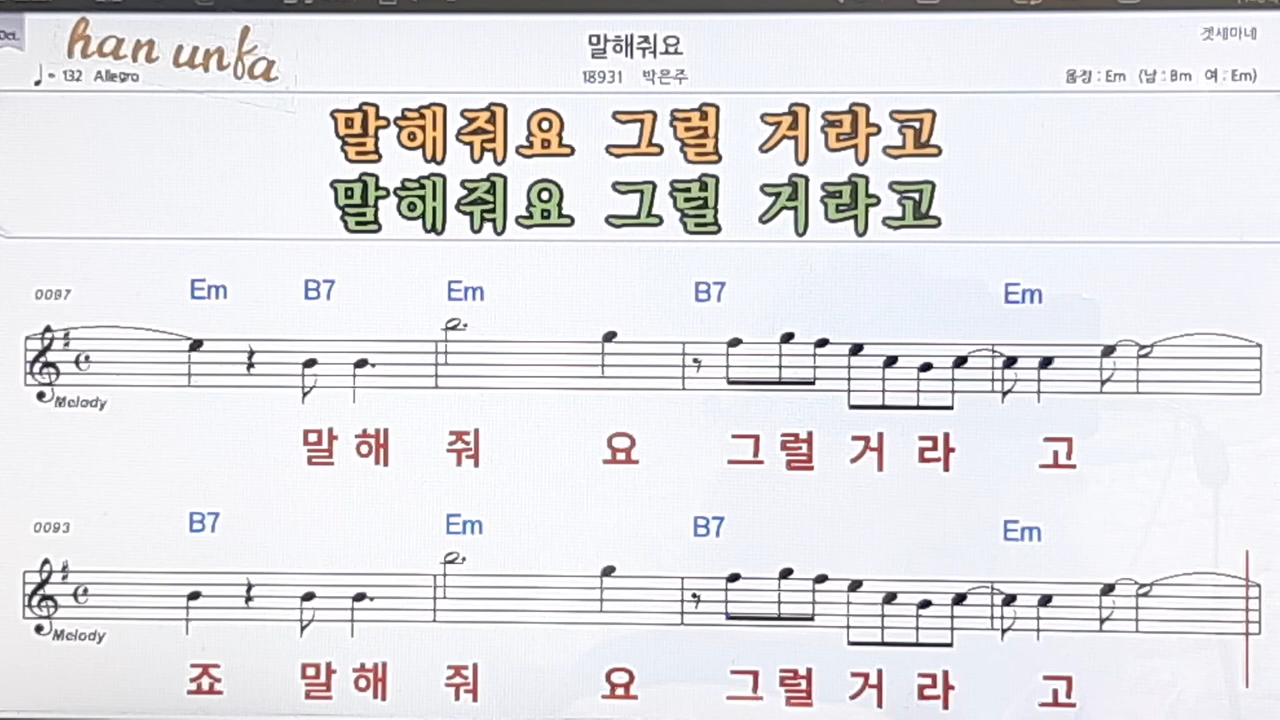 Oct.
han unfa
말해줘요
겟세마네
♩= 132 Allegro
18931 박은주
음정 : Em (남 : Bm 여 : Em)
말해줘요 그럴 거라고
말해줘요 그럴 거라고
0097 Em B7 Em B7 Em
Melody
말 해 줘 요 그 럴 거 라 고
0093 B7 Em B7 Em
Melody
죠 말 해 줘 요 그 럴 거 라 고